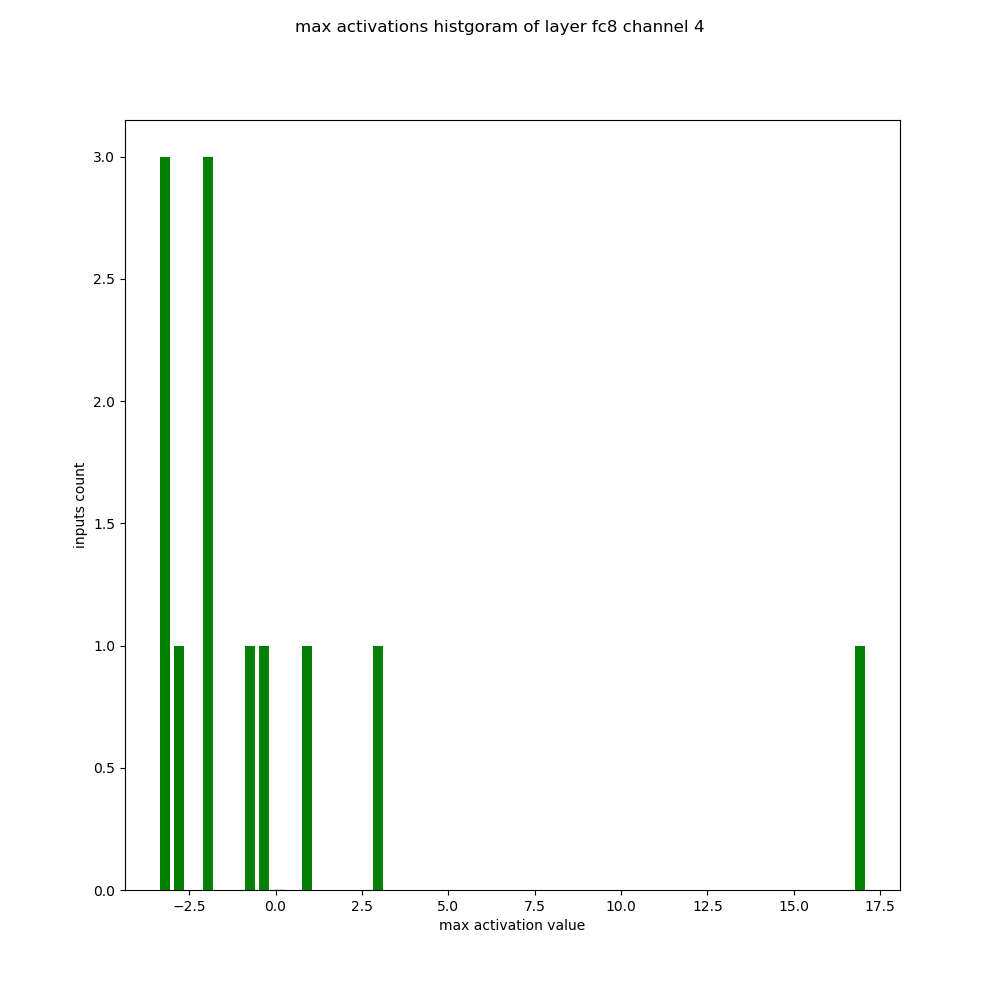 max activations histgoram of layer fc8 channel 4
3.0
2.5
2.0
1.5
1.0
0.5
0.0
inputs count
−2.5 0.0 2.5 5.0 7.5 10.0 12.5 15.0 17.5
max activation value